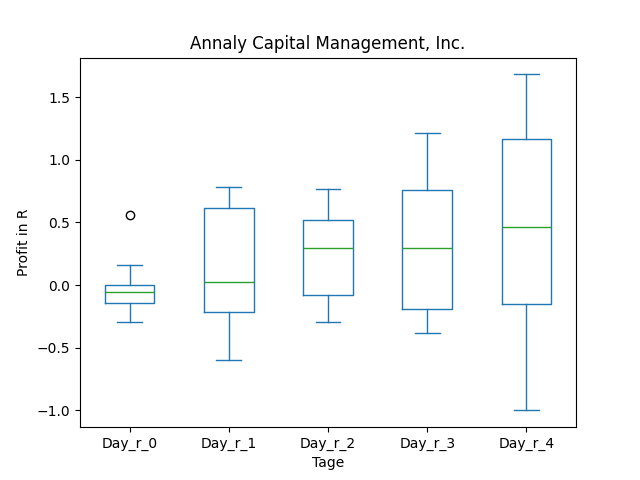 Annaly Capital Management, Inc.
Profit in R
1.5
1.0
0.5
0.0
−0.5
−1.0
Day_r_0 Day_r_1 Day_r_2 Day_r_3 Day_r_4
Tage